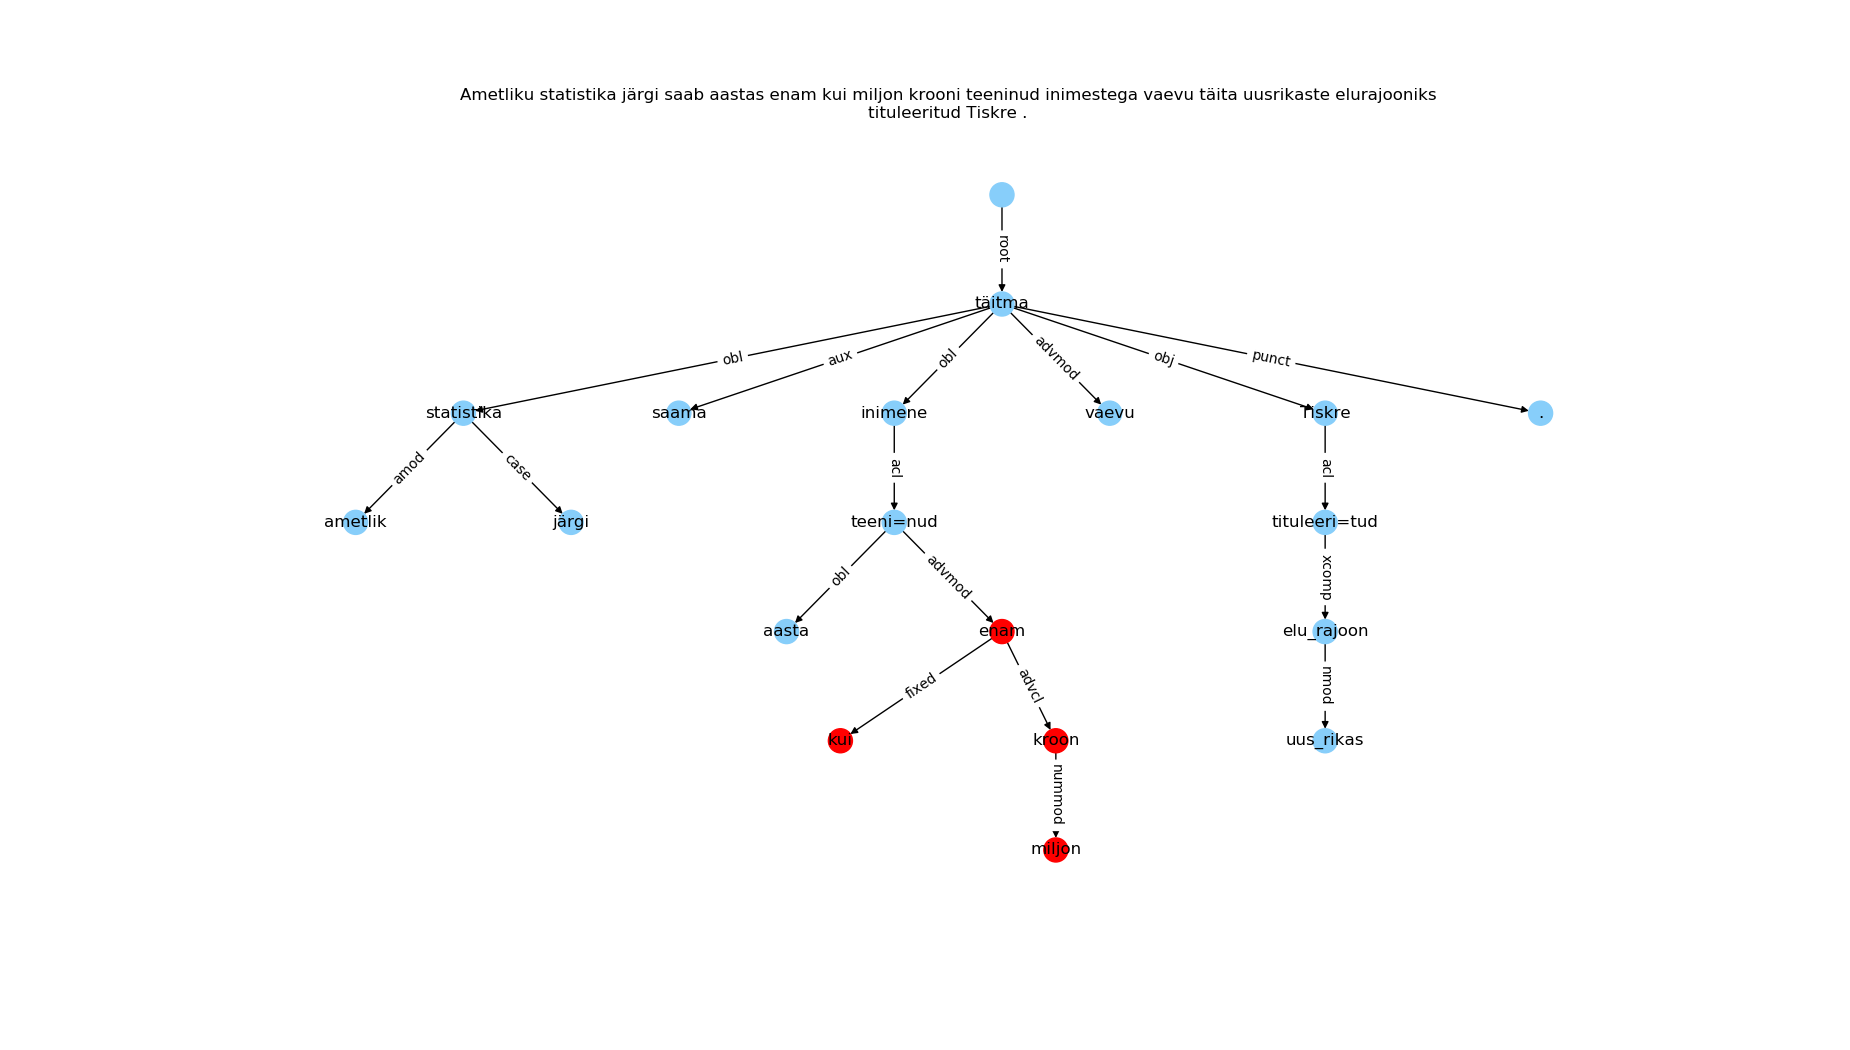 Ametliku statistika järgi saab aastas enam kui miljon krooni teeninud inimestega vaevu täita uusrikaste elurajooniks
tituleeritud Tiskre .
root
täitma
obl
aux
obl
advmod
obj
punct
statistika
saama
inimene
vaevu
Tiskre
.
amod
case
acl
acl
ametlik
järgi
teeni=nud
tituleeri=tud
obl
advmod
xcomp
aasta
enam
elu_rajoon
fixed
advcl
nmod
kui
kroon
uus_rikas
nummod
miljon